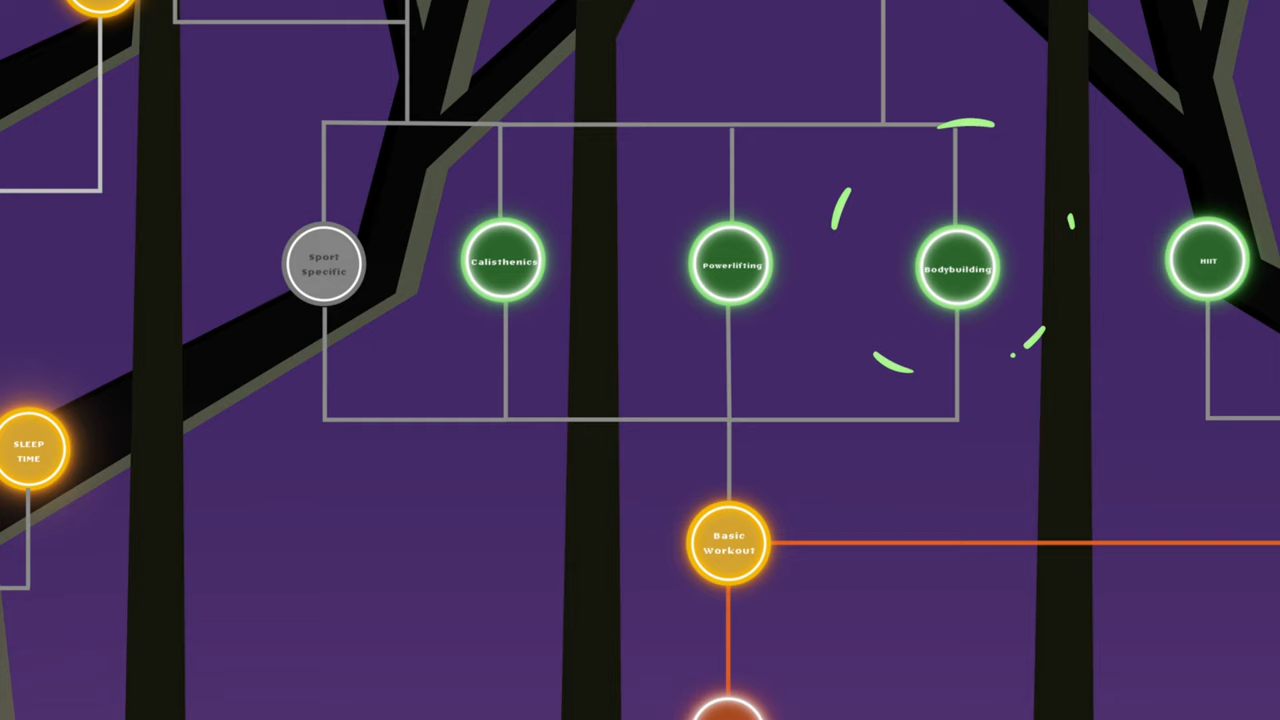 Sport
Specific
Calisthenics
Powerlifting
Bodybuilding
HIIT
SLEEP
TIME
Basic
Workout